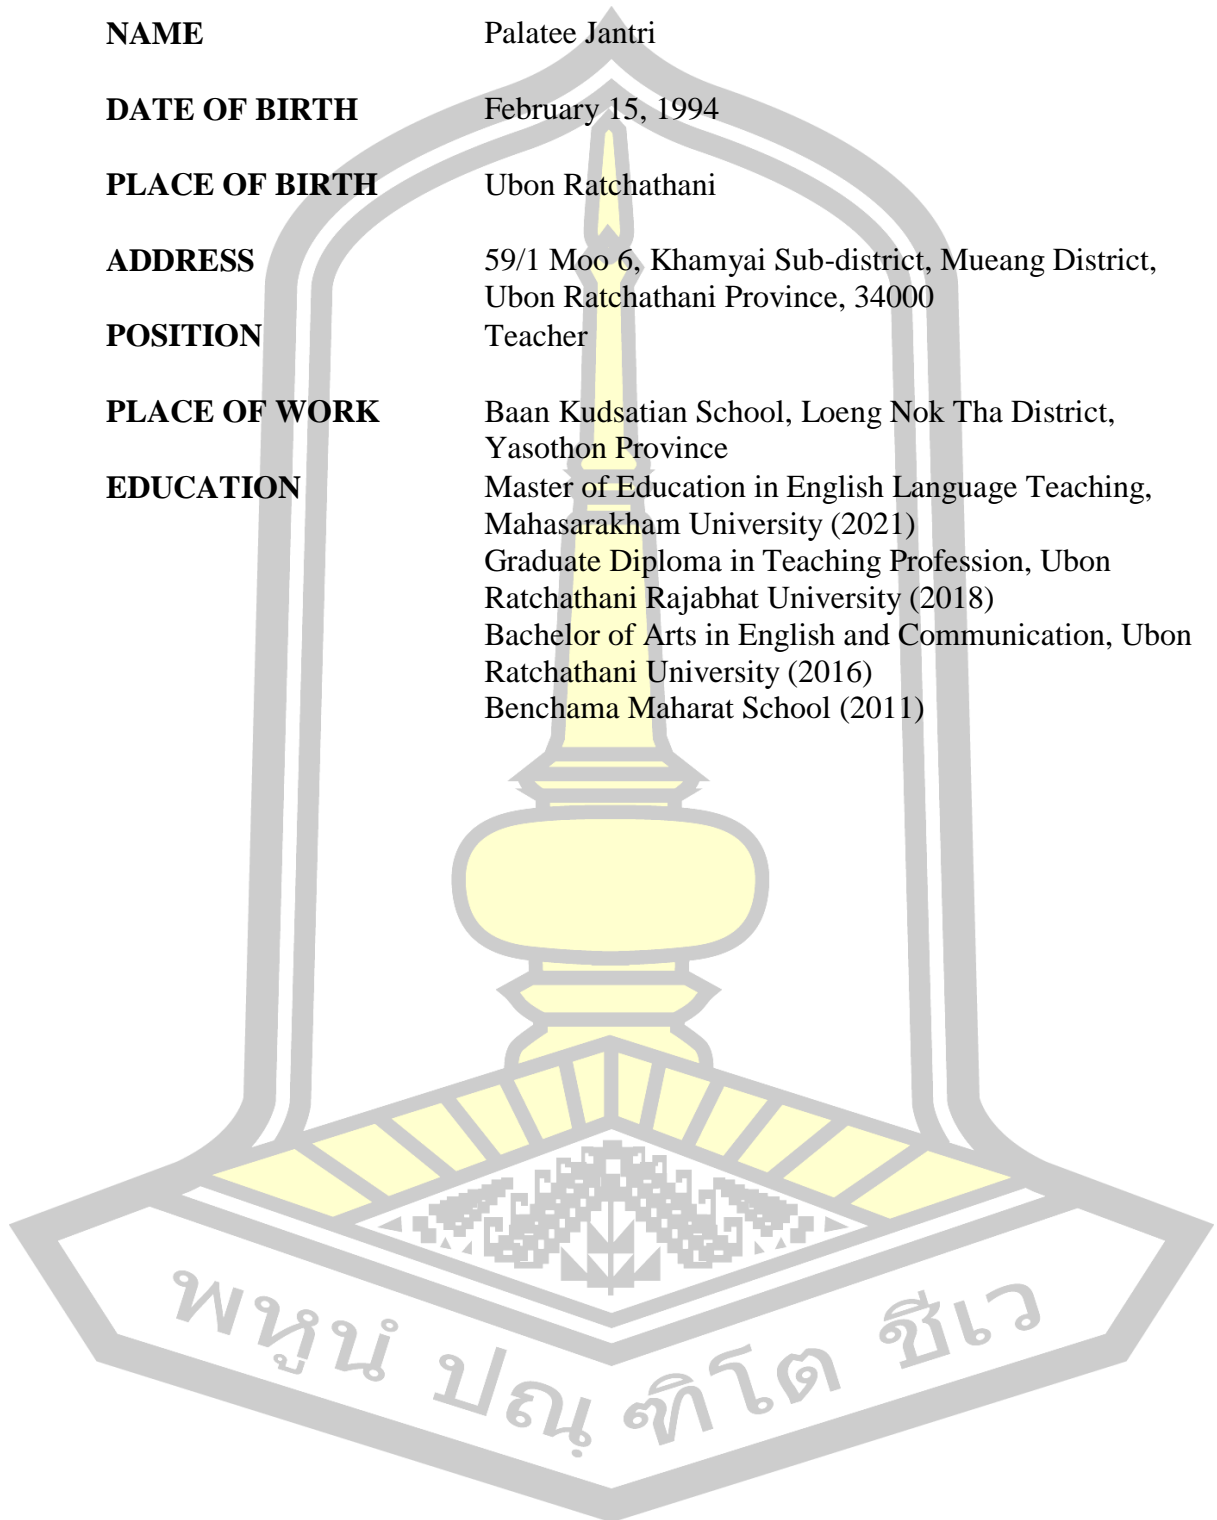 NAME Palatee Jantri
DATE OF BIRTH February 15, 1994
PLACE OF BIRTH Ubon Ratchathani
ADDRESS 59/1 Moo 6, Khamyai Sub-district, Mueang District,
Ubon Ratchathani Province, 34000
POSITION Teacher
PLACE OF WORK Baan Kudsatian School, Loeng Nok Tha District,
Yasothon Province
EDUCATION Master of Education in English Language Teaching,
Mahasarakham University (2021)
Graduate Diploma in Teaching Profession, Ubon
Ratchathani Rajabhat University (2018)
Bachelor of Arts in English and Communication, Ubon
Ratchathani University (2016)
Benchama Maharat School (2011)
พหูนํ ปณฺฑิโต ชีเว